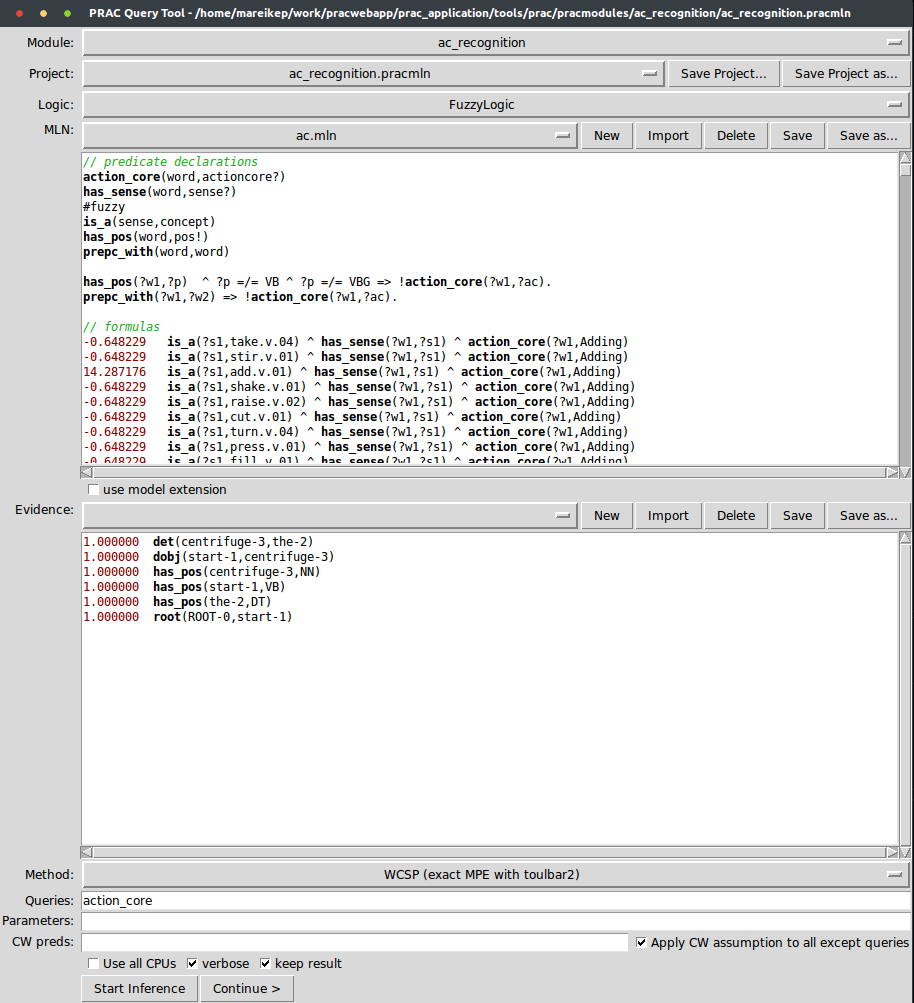 PRAC Query Tool - /home/mareikep/work/pracwebapp/prac_application/tools/prac/pracmodules/ac_recognition/ac_recognition.pracmln
Module: ac_recognition
Project: ac_recognition.pracmln Save Project... Save Project as...
Logic: FuzzyLogic
MLN: ac.mln New Import Delete Save Save as...
// predicate declarations
action_core(word,actioncore?)
has_sense(word,sense?)
#fuzzy
is_a(sense,concept)
has_pos(word,pos!)
prepc_with(word,word)
has_pos(?w1,?p) ^ ?p =/= VB ^ ?p =/= VBG => !action_core(?w1,?ac).
prepc_with(?w1,?w2) => !action_core(?w1,?ac).
// formulas
-0.648229 is_a(?s1,take.v.04) ^ has_sense(?w1,?s1) ^ action_core(?w1,Adding)
-0.648229 is_a(?s1,stir.v.01) ^ has_sense(?w1,?s1) ^ action_core(?w1,Adding)
14.287176 is_a(?s1,add.v.01) ^ has_sense(?w1,?s1) ^ action_core(?w1,Adding)
-0.648229 is_a(?s1,shake.v.01) ^ has_sense(?w1,?s1) ^ action_core(?w1,Adding)
-0.648229 is_a(?s1,raise.v.02) ^ has_sense(?w1,?s1) ^ action_core(?w1,Adding)
-0.648229 is_a(?s1,cut.v.01) ^ has_sense(?w1,?s1) ^ action_core(?w1,Adding)
-0.648229 is_a(?s1,turn.v.04) ^ has_sense(?w1,?s1) ^ action_core(?w1,Adding)
-0.648229 is_a(?s1,press.v.01) ^ has_sense(?w1,?s1) ^ action_core(?w1,Adding)
-0.648229 is_a(?s1,fill.v.01) ^ has_sense(?w1,?s1) ^ action_core(?w1,Adding)
use model extension
Evidence: New Import Delete Save Save as...
1.000000 det(centrifuge-3,the-2)
1.000000 dobj(start-1,centrifuge-3)
1.000000 has_pos(centrifuge-3,NN)
1.000000 has_pos(start-1,VB)
1.000000 has_pos(the-2,DT)
1.000000 root(ROOT-0,start-1)
Method: WCSP (exact MPE with toulbar2)
Queries: action_core
Parameters:
CW preds: Apply CW assumption to all except queries
Use all CPUs verbose keep result
Start Inference Continue >